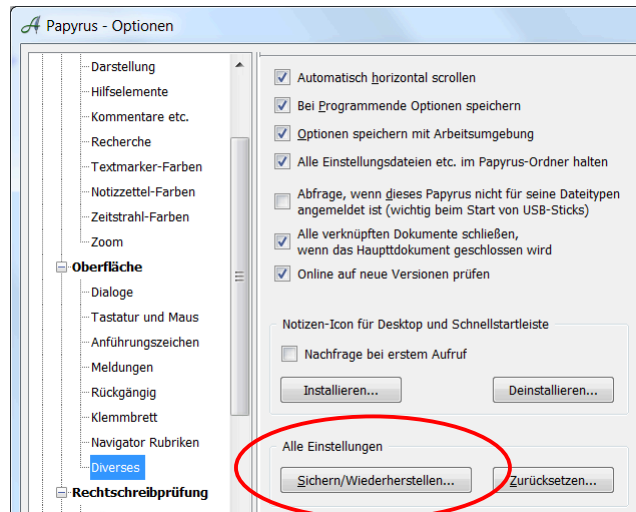 Papyrus - Optionen
Darstellung
Hilfselemente
Kommentare etc.
Recherche
Textmarker-Farben
Notizzettel-Farben
Zeitstrahl-Farben
Zoom
Oberfläche
Dialoge
Tastatur und Maus
Anführungszeichen
Meldungen
Rückgängig
Klemmbrett
Navigator Rubriken
Diverses
Rechtschreibprüfung
Automatisch horizontal scrollen
Bei Programmende Optionen speichern
Optionen speichern mit Arbeitsumgebung
Alle Einstellungsdateien etc. im Papyrus-Ordner halten
Abfrage, wenn dieses Papyrus nicht für seine Dateitypen
angemeldet ist (wichtig beim Start von USB-Sticks)
Alle verknüpften Dokumente schließen,
wenn das Haupttdokument geschlossen wird
Online auf neue Versionen prüfen
Notizen-Icon für Desktop und Schnellstartleiste
Nachfrage bei erstem Aufruf
Installieren...
Deinstallieren...
Alle Einstellungen
Sichern/Wiederherstellen...
Zurücksetzen...